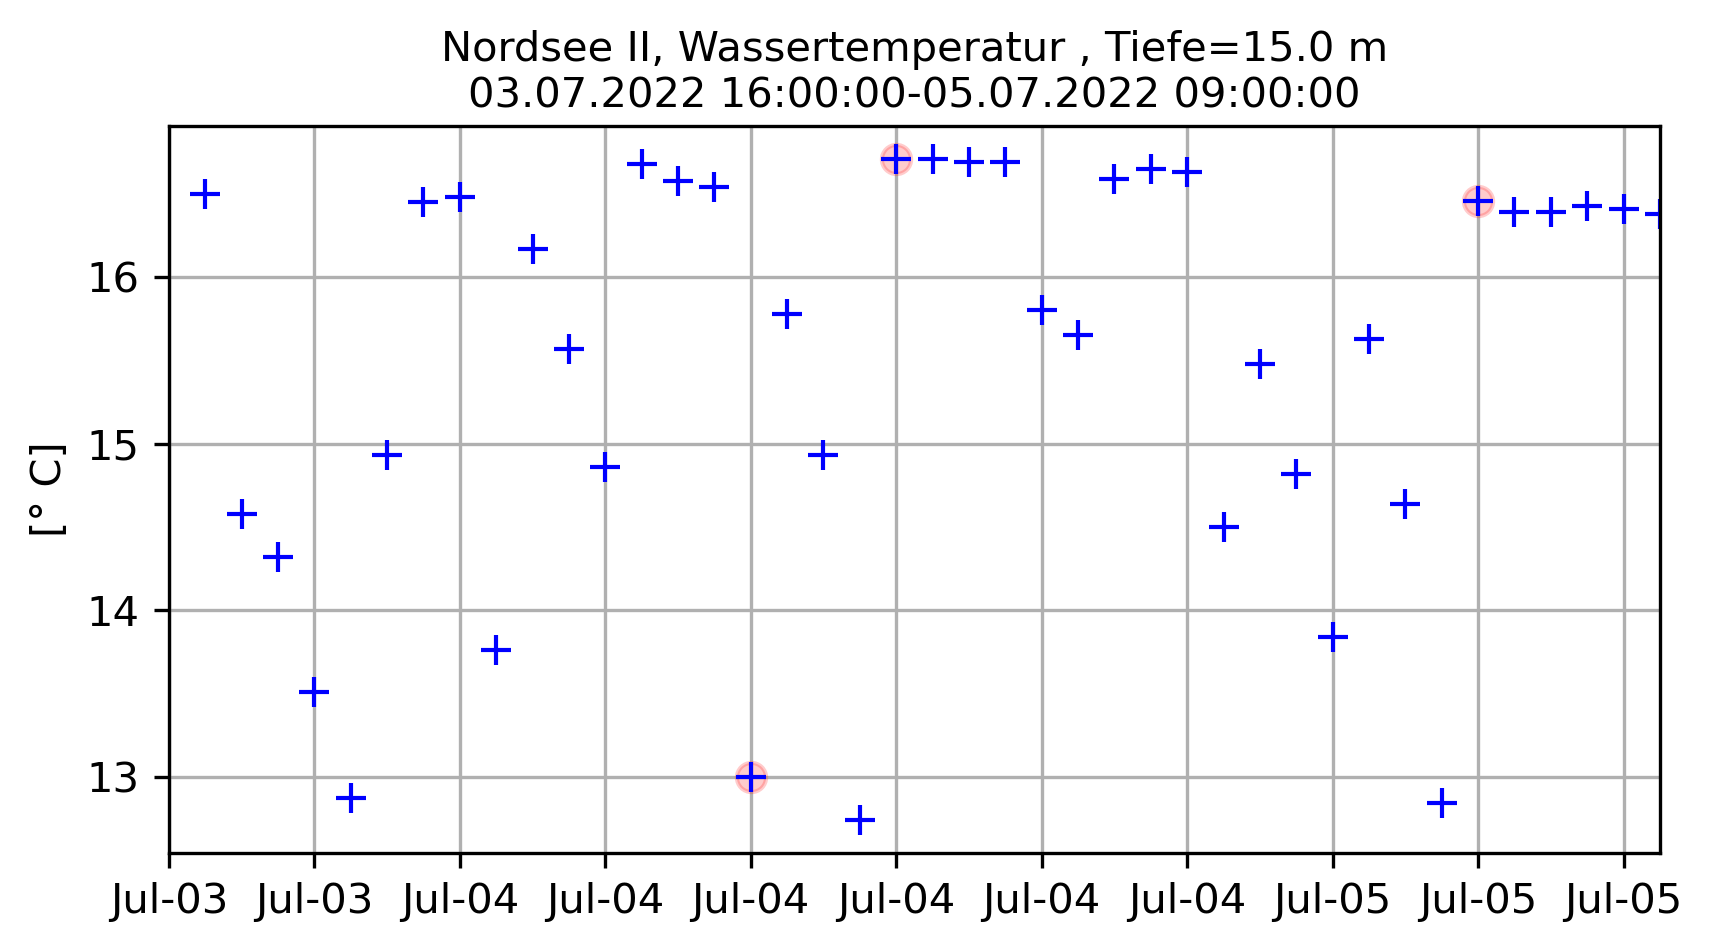 Nordsee II, Wassertemperatur , Tiefe=15.0 m
03.07.2022 16:00:00-05.07.2022 09:00:00
[° C]
16
15
14
13
Jul-03 Jul-03 Jul-04 Jul-04 Jul-04 Jul-04 Jul-04 Jul-04 Jul-05 Jul-05 Jul-05